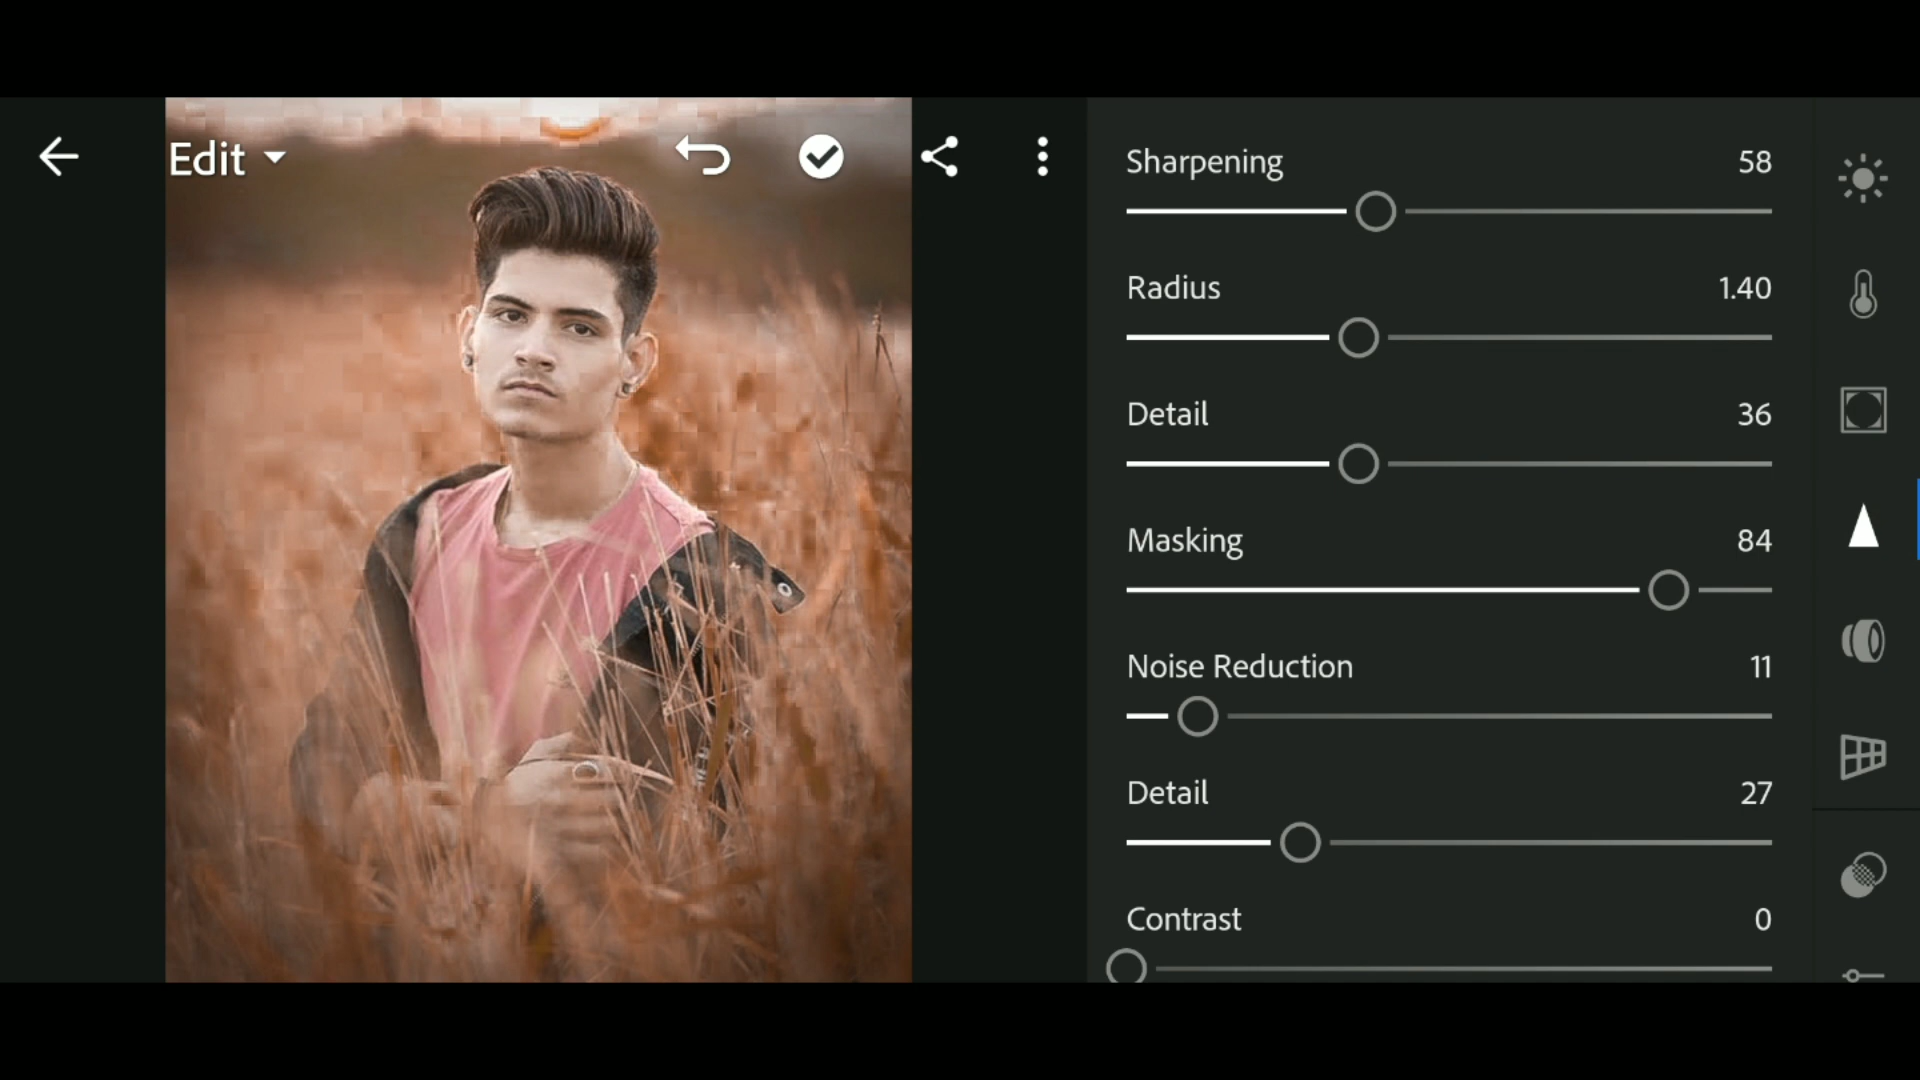 Edit
Sharpening 58
Radius 1.40
Detail 36
Masking 84
Noise Reduction 11
Detail 27
Contrast 0